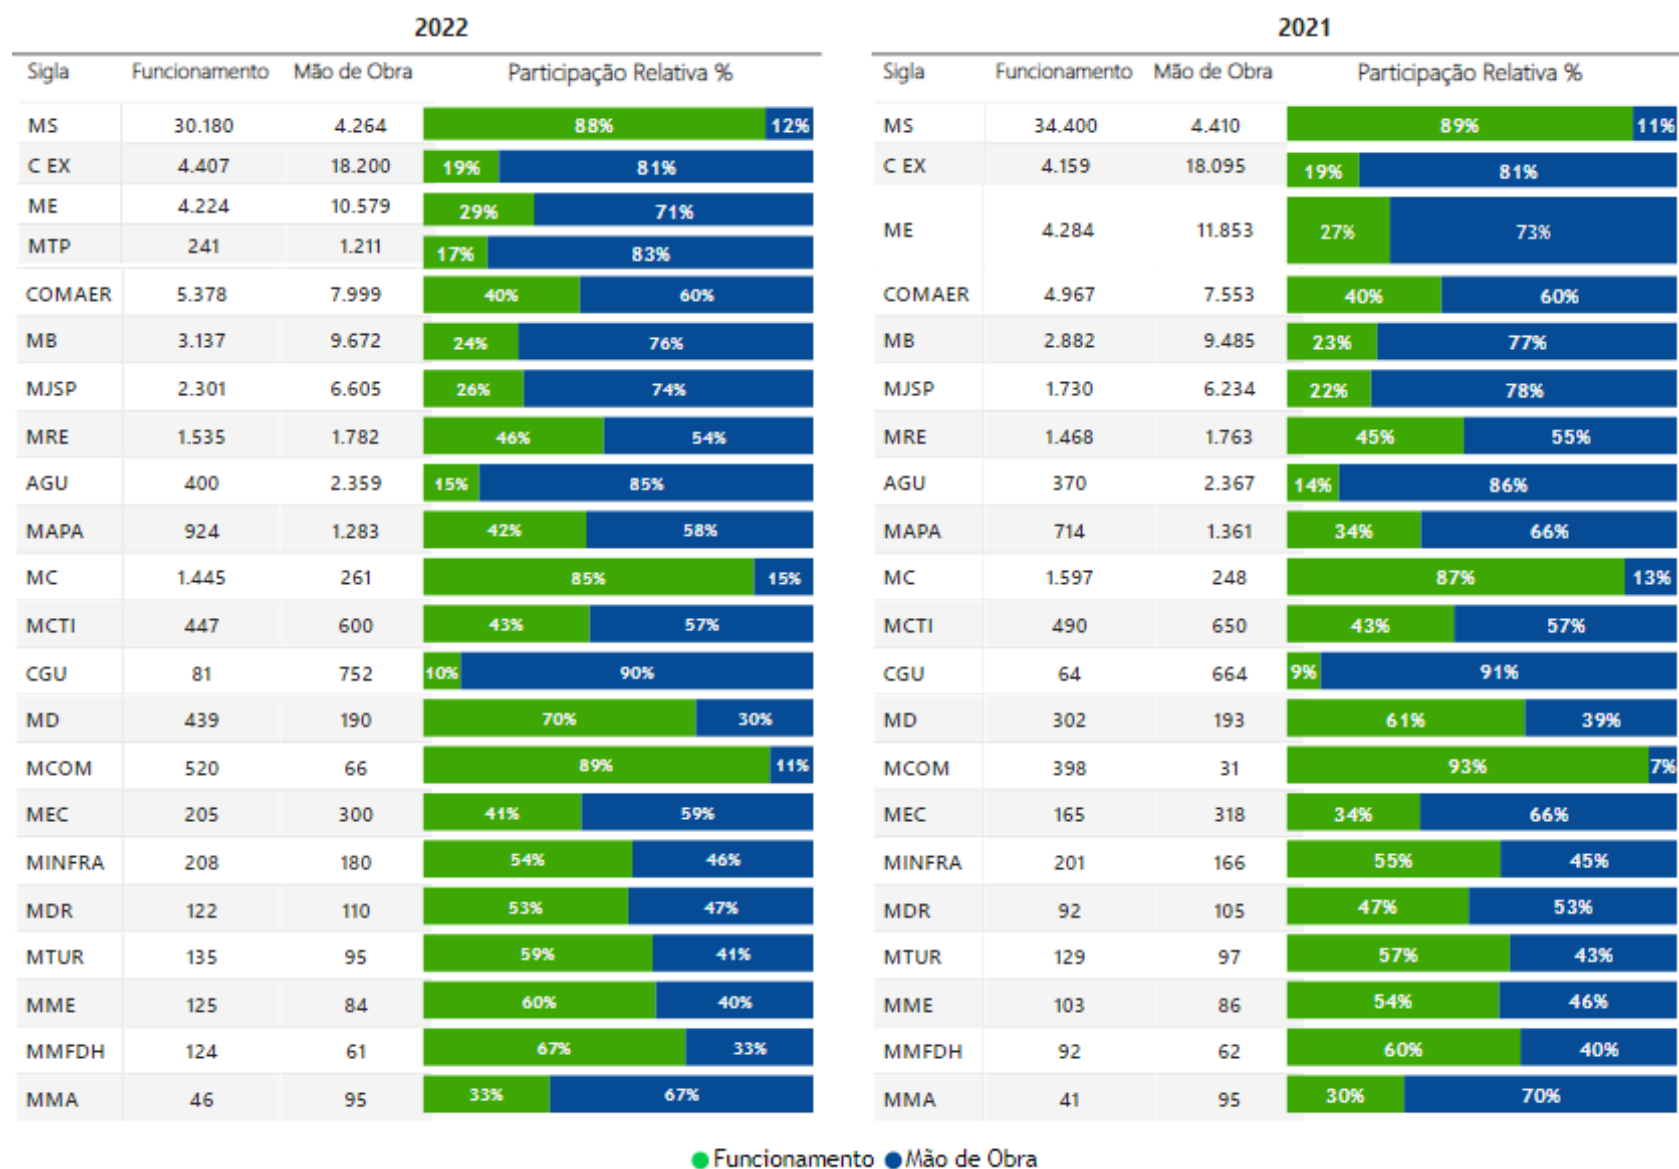 2022
Sigla Funcionamento Mão de Obra Participação Relativa %
MS 30.180 4.264 88% 12%
C EX 4.407 18.200 19% 81%
ME 4.224 10.579 29% 71%
MTP 241 1.211 17% 83%
COMAER 5.378 7.999 40% 60%
MB 3.137 9.672 24% 76%
MJSP 2.301 6.605 26% 74%
MRE 1.535 1.782 46% 54%
AGU 400 2.359 15% 85%
MAPA 924 1.283 42% 58%
MC 1.445 261 85% 15%
MCTI 447 600 43% 57%
CGU 81 752 10% 90%
MD 439 190 70% 30%
MCOM 520 66 89% 11%
MEC 205 300 41% 59%
MINFRA 208 180 54% 46%
MDR 122 110 53% 47%
MTUR 135 95 59% 41%
MME 125 84 60% 40%
MMFDH 124 61 67% 33%
MMA 46 95 33% 67%
2021
Sigla Funcionamento Mão de Obra Participação Relativa %
MS 34.400 4.410 89% 11%
C EX 4.159 18.095 19% 81%
ME 4.284 11.853 27% 73%
COMAER 4.967 7.553 40% 60%
MB 2.882 9.485 23% 77%
MJSP 1.730 6.234 22% 78%
MRE 1.468 1.763 45% 55%
AGU 370 2.367 14% 86%
MAPA 714 1.361 34% 66%
MC 1.597 248 87% 13%
MCTI 490 650 43% 57%
CGU 64 664 9% 91%
MD 302 193 61% 39%
MCOM 398 31 93% 7%
MEC 165 318 34% 66%
MINFRA 201 166 55% 45%
MDR 92 105 47% 53%
MTUR 129 97 57% 43%
MME 103 86 54% 46%
MMFDH 92 62 60% 40%
MMA 41 95 30% 70%
Funcionamento Mão de Obra